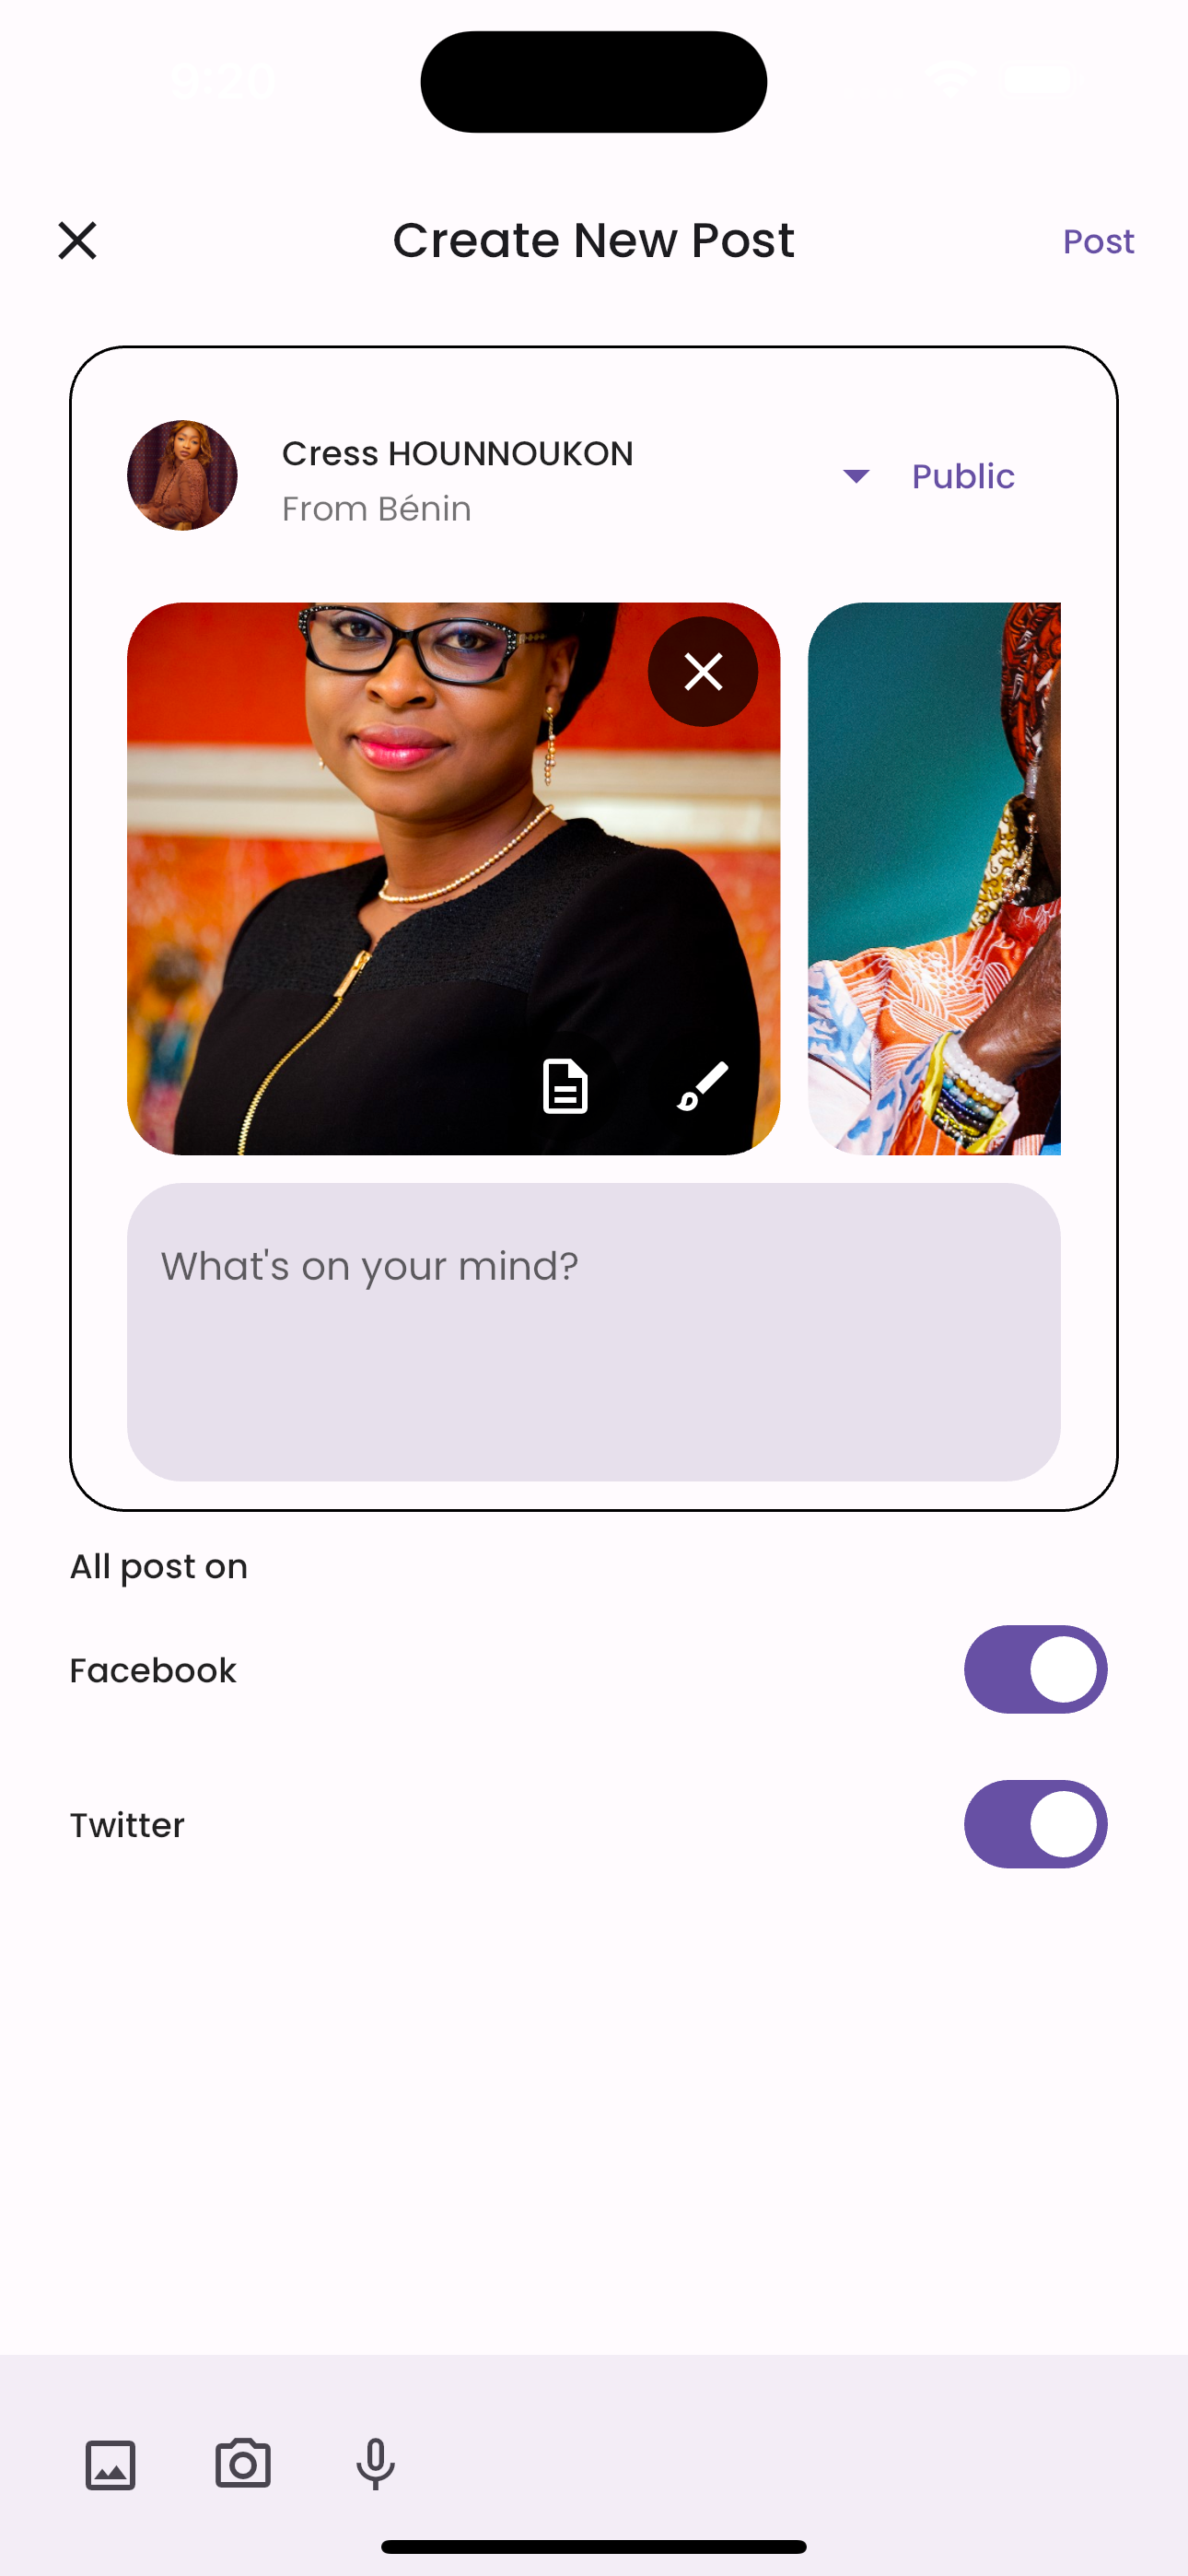 9:20
Create New Post
Post
Cress HOUNNOUKON
From Bénin
Public
What's on your mind?
All post on
Facebook
Twitter